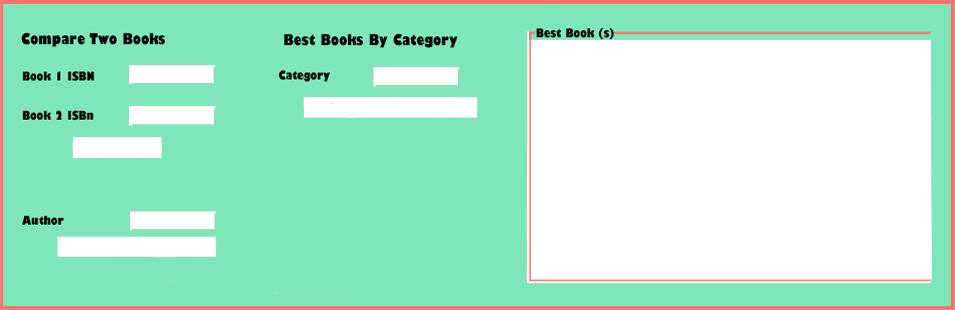 Compare Two Books
Book 1 ISBN
Book 2 ISBn
Author
Best Books By Category
Category
Best Book (s)